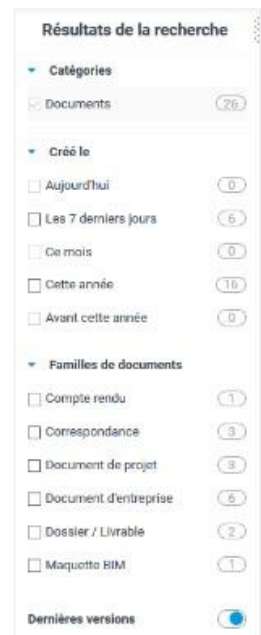 Résultats de la recherche
Catégories
Documents 26
Créé le
Aujourd'hui 0
Les 7 derniers jours 6
Ce mois 0
Cette année 16
Avant cette année 0
Familles de documents
Compte rendu 1
Correspondance 3
Document de projet 3
Document d'entreprise 6
Dossier / Livrable 2
Maquette BIM 1
Dernières versions